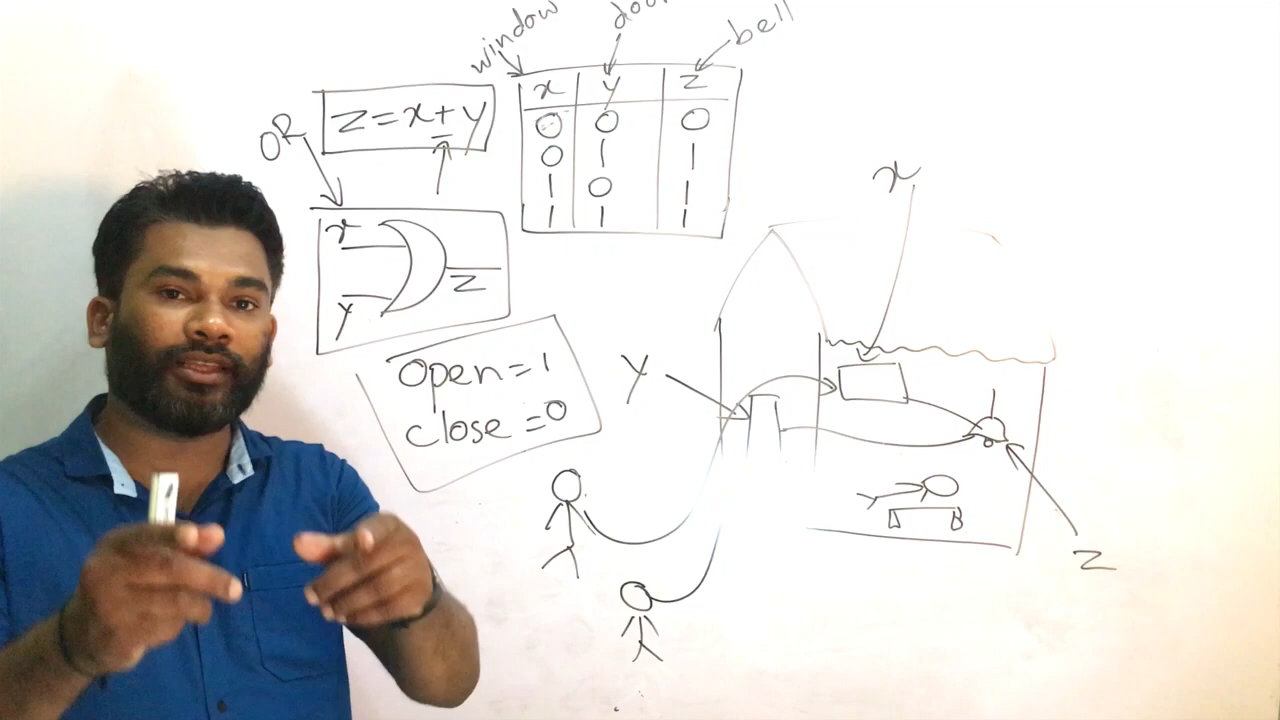 window door bell
x y z
0 0 0
0 1 1
1 0 1
1 1 1
z = x + y
OR
x
y
z
open = 1
close = 0
x
y
z